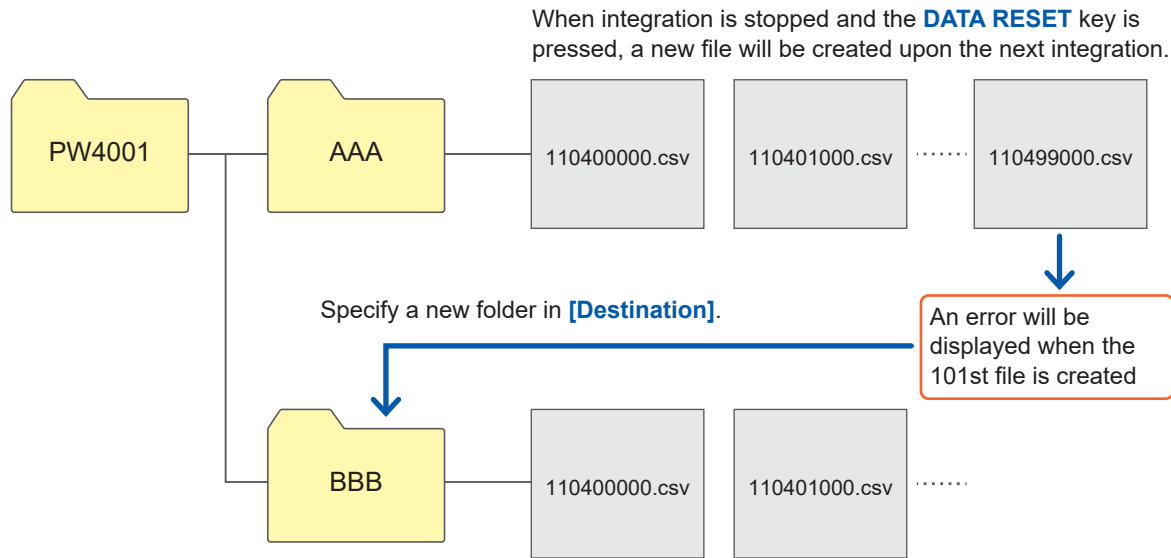 When integration is stopped and the DATA RESET key is
pressed, a new file will be created upon the next integration.
PW4001
AAA
110400000.csv
110401000.csv
110499000.csv
Specify a new folder in [Destination].
An error will be
displayed when the
101st file is created
BBB
110400000.csv
110401000.csv